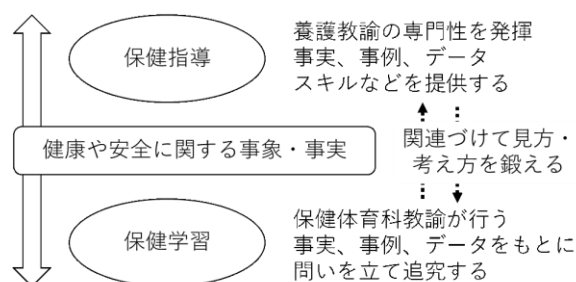 保健指導
養護教諭の専門性を発揮
事実、事例、データ
スキルなどを提供する
健康や安全に関する事象・事実
関連づけて見方・
考え方を鍛える
保健学習
保健体育科教諭が行う
事実、事例、データをもとに
問いを立て追究する